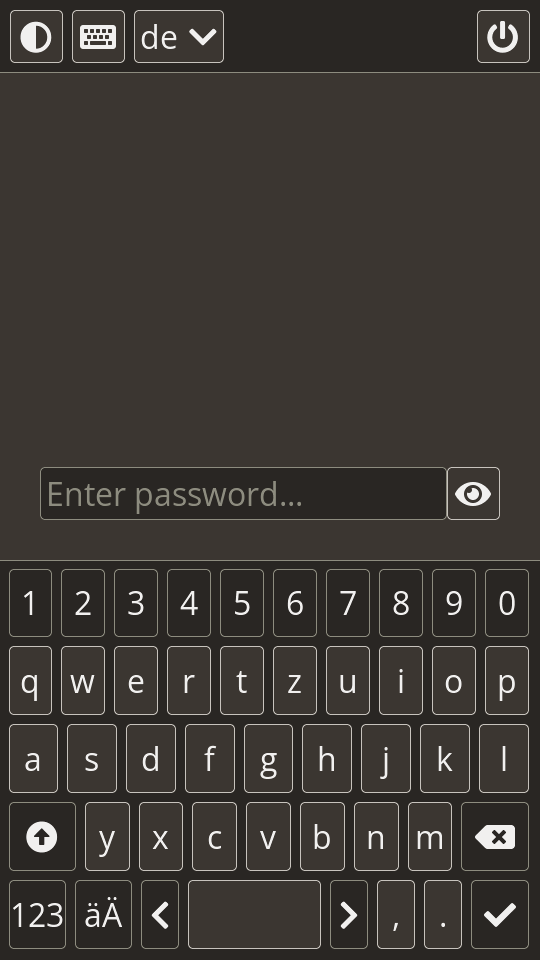 de
Enter password...
1 2 3 4 5 6 7 8 9 0
q w e r t z u i o p
a s d f g h j k l
y x c v b n m
123 äÄ , .